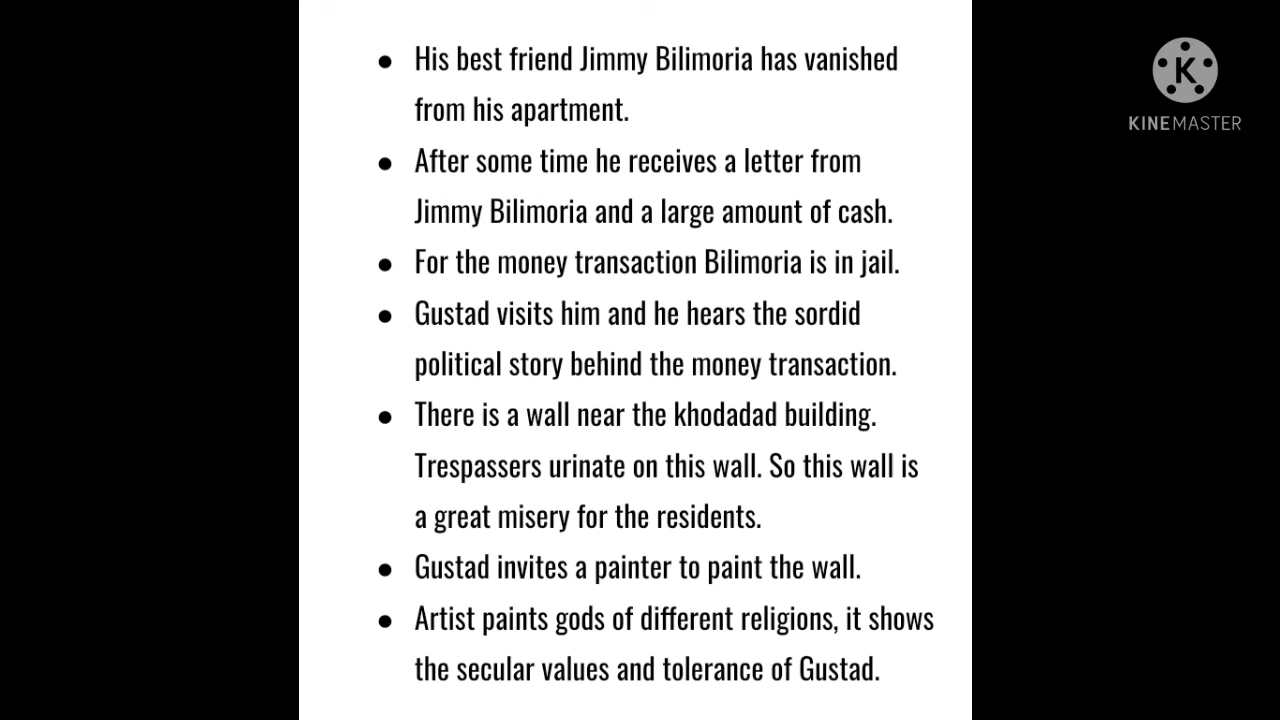 ● His best friend Jimmy Bilimoria has vanished
from his apartment.
● After some time he receives a letter from
Jimmy Bilimoria and a large amount of cash.
● For the money transaction Bilimoria is in jail.
● Gustad visits him and he hears the sordid
political story behind the money transaction.
● There is a wall near the khodadad building.
Trespassers urinate on this wall. So this wall is
a great misery for the residents.
● Gustad invites a painter to paint the wall.
● Artist paints gods of different religions, it shows
the secular values and tolerance of Gustad.
K
KINEMASTER